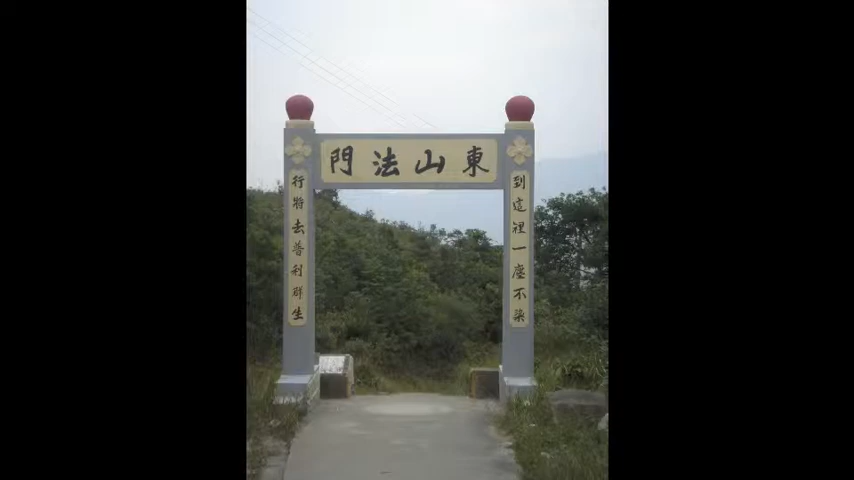 東山法門
到這裡一塵不染
行將去普利群生